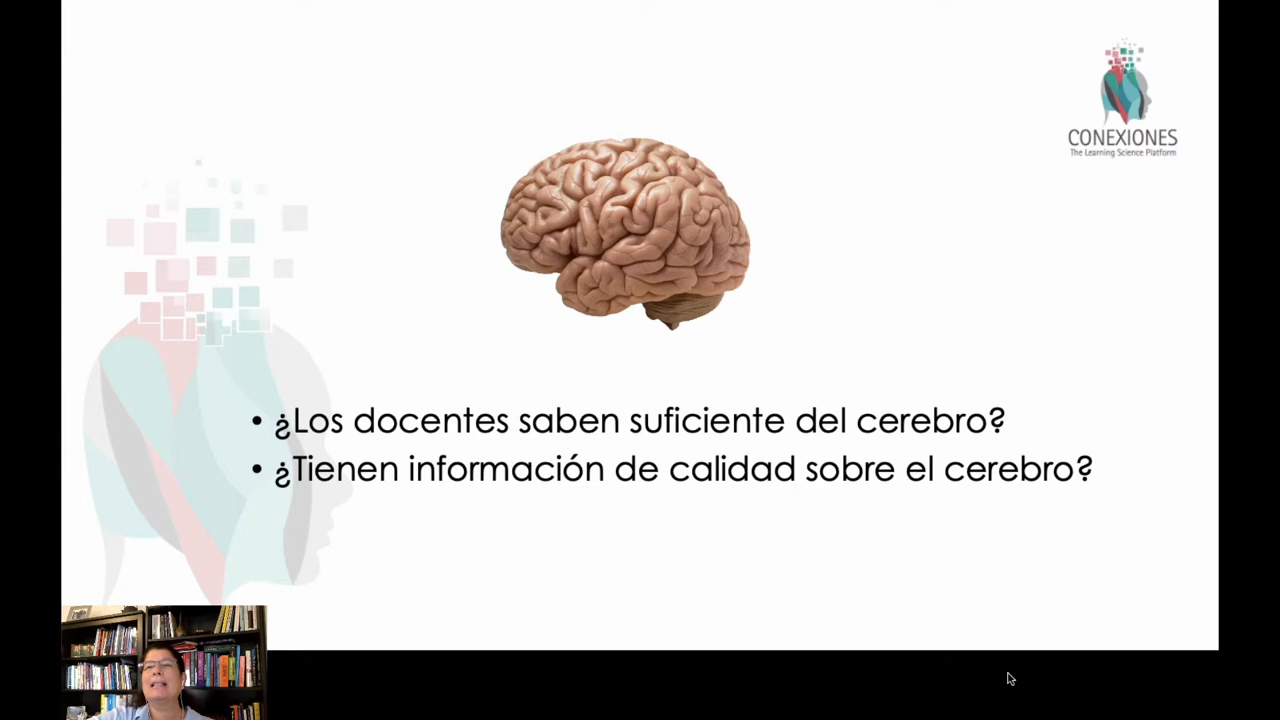 CONEXIONES
The Learning Science Platform
• ¿Los docentes saben suficiente del cerebro?
• ¿Tienen información de calidad sobre el cerebro?